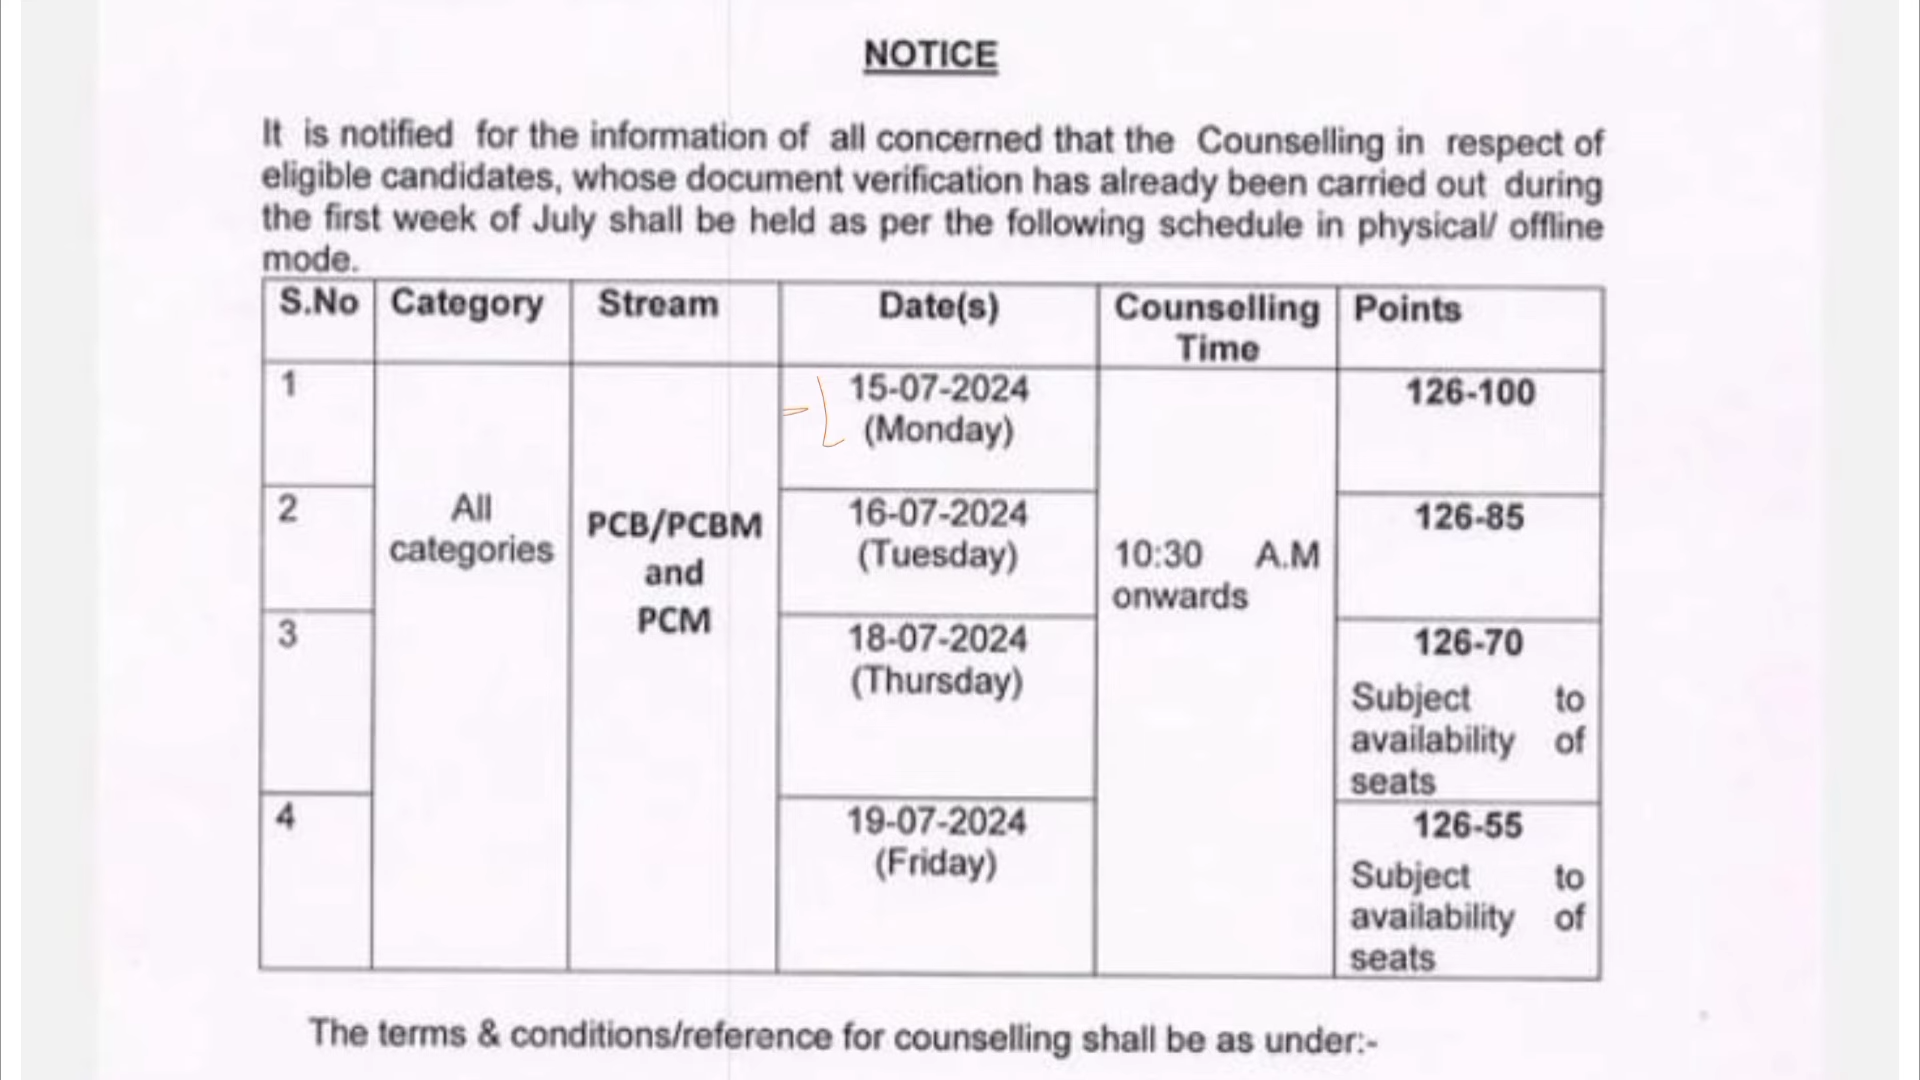 NOTICE
It is notified for the information of all concerned that the Counselling in respect of
eligible candidates, whose document verification has already been carried out during
the first week of July shall be held as per the following schedule in physical/ offline
mode.
S.No Category Stream Date(s) Counselling Time Points
1 15-07-2024 126-100
(Monday)
2 All categories PCB/PCBM and PCM 16-07-2024 10:30 A.M onwards 126-85
(Tuesday)
3 18-07-2024 126-70
(Thursday) Subject to
availability of
seats
4 19-07-2024 126-55
(Friday) Subject to
availability of
seats
The terms & conditions/reference for counselling shall be as under:-